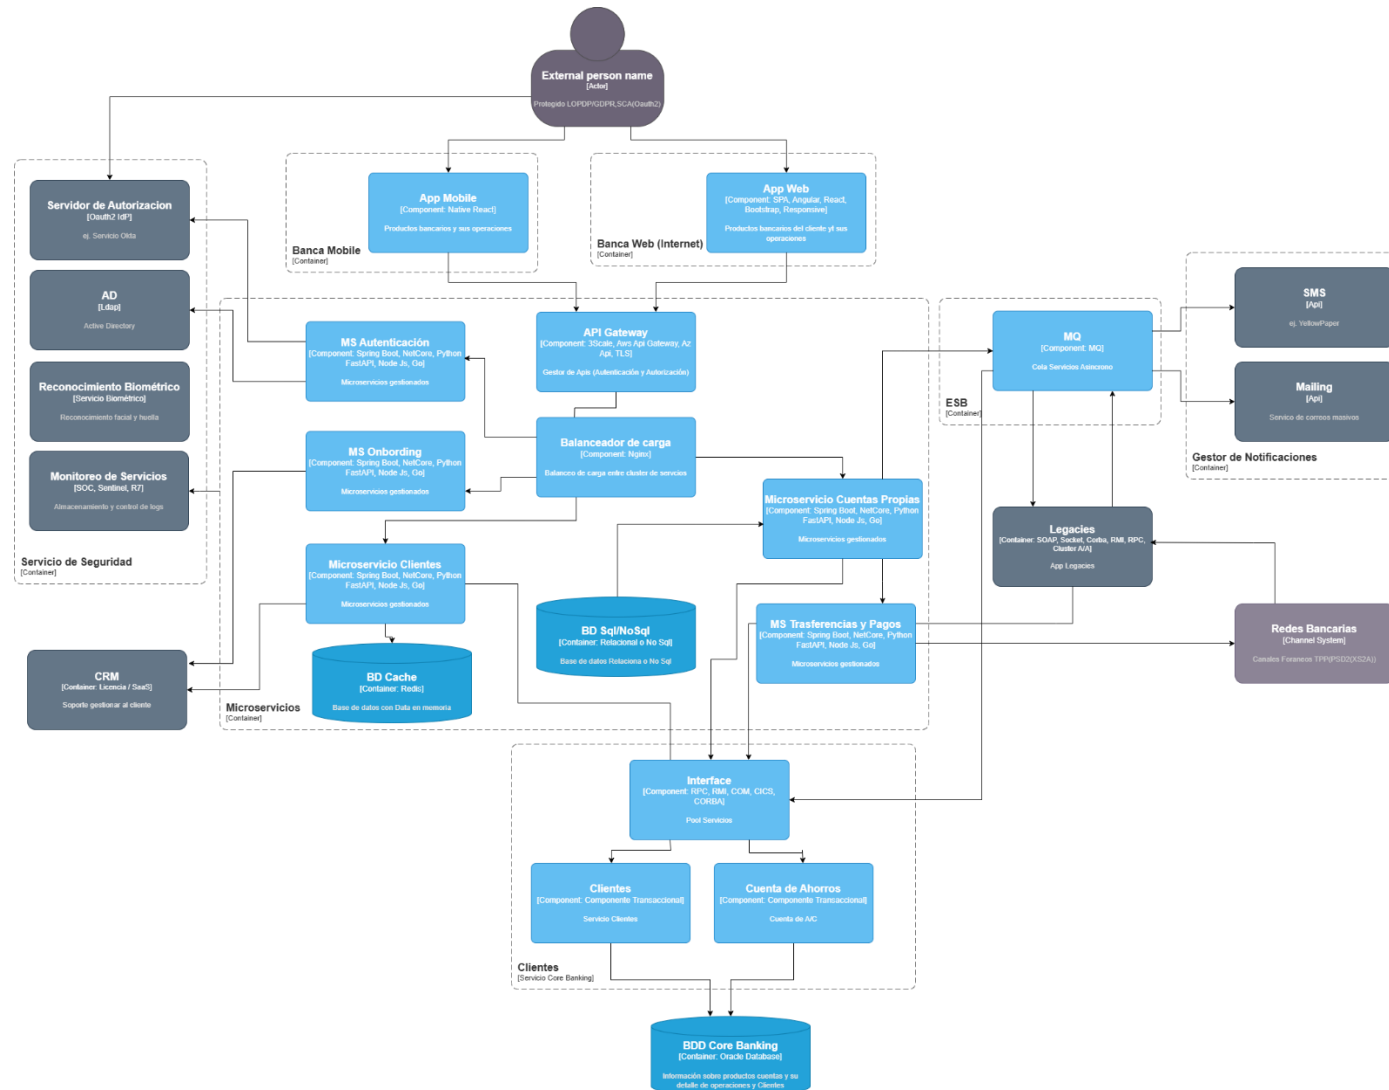 External person name
[Actor]
Protegido LOPDP/GDPR,SCA(Oauth2)
Servidor de Autorizacion
[Oauth2 IdP]
ej. Servicio Okta
AD
[Ldap]
Active Directory
Reconocimiento Biométrico
[Servicio Biométrico]
Reconocimiento facial y huella
Monitoreo de Servicios
[SOC, Sentinel, R7]
Almacenamiento y control de logs
Servicio de Seguridad
[Container]
App Mobile
[Component: Native React]
Productos bancarios y sus operaciones
Banca Mobile
[Container]
App Web
[Component: SPA, Angular, React,
Bootstrap, Responsive]
Productos bancarios del cliente yt sus
operaciones
Banca Web (Internet)
[Container]
MS Autenticación
[Component: Spring Boot, NetCore, Python
FastAPI, Node Js, Go]
Microservicios gestionados
API Gateway
[Component: 3Scale, Aws Api Gateway, Az
Api, TLS]
Gestor de Apis (Autenticación y Autorización)
MS Onbording
[Component: Spring Boot, NetCore, Python
FastAPI, Node Js, Go]
Microservicios gestionados
Balanceador de carga
[Component: Nginx]
Balanceo de carga entre cluster de servcios
Microservicio Clientes
[Component: Spring Boot, NetCore, Python
FastAPI, Node Js, Go]
Microservicios gestionados
Microservicio Cuentas Propias
[Component: Spring Boot, NetCore, Python
FastAPI, Node Js, Go]
Microservicios gestionados
BD Sql/NoSql
[Container: Relacional o No Sql]
Base de datos Relaciona o No Sql
MS Trasferencias y Pagos
[Component: Spring Boot, NetCore, Python
FastAPI, Node Js, Go]
Microservicios gestionados
BD Cache
[Container: Redis]
Base de datos con Data en memoria
Microservicios
[Container]
CRM
[Container: Licencia / SaaS]
Soporte gestionar al cliente
MQ
[Component: MQ]
Cola Servicios Asincrono
ESB
[Container]
SMS
[Api]
ej. YellowPaper
Mailing
[Api]
Servico de correos masivos
Gestor de Notificaciones
[Container]
Legacies
[Container: SOAP, Socket, Corba, RMI, RPC,
Cluster A/A]
App Legacies
Redes Bancarias
[Channel System]
Canales Foraneos TPP(PSD2(XS2A))
Interface
[Component: RPC, RMI, COM, CICS,
CORBA]
Pool Servicios
Clientes
[Component: Componente Transaccional]
Servicio Clientes
Cuenta de Ahorros
[Component: Componente Transaccional]
Cuenta de A/C
Clientes
[Servicio Core Banking]
BDD Core Banking
[Container: Oracle Database]
Información sobre productos cuentas y su
detalle de operaciones y Clientes